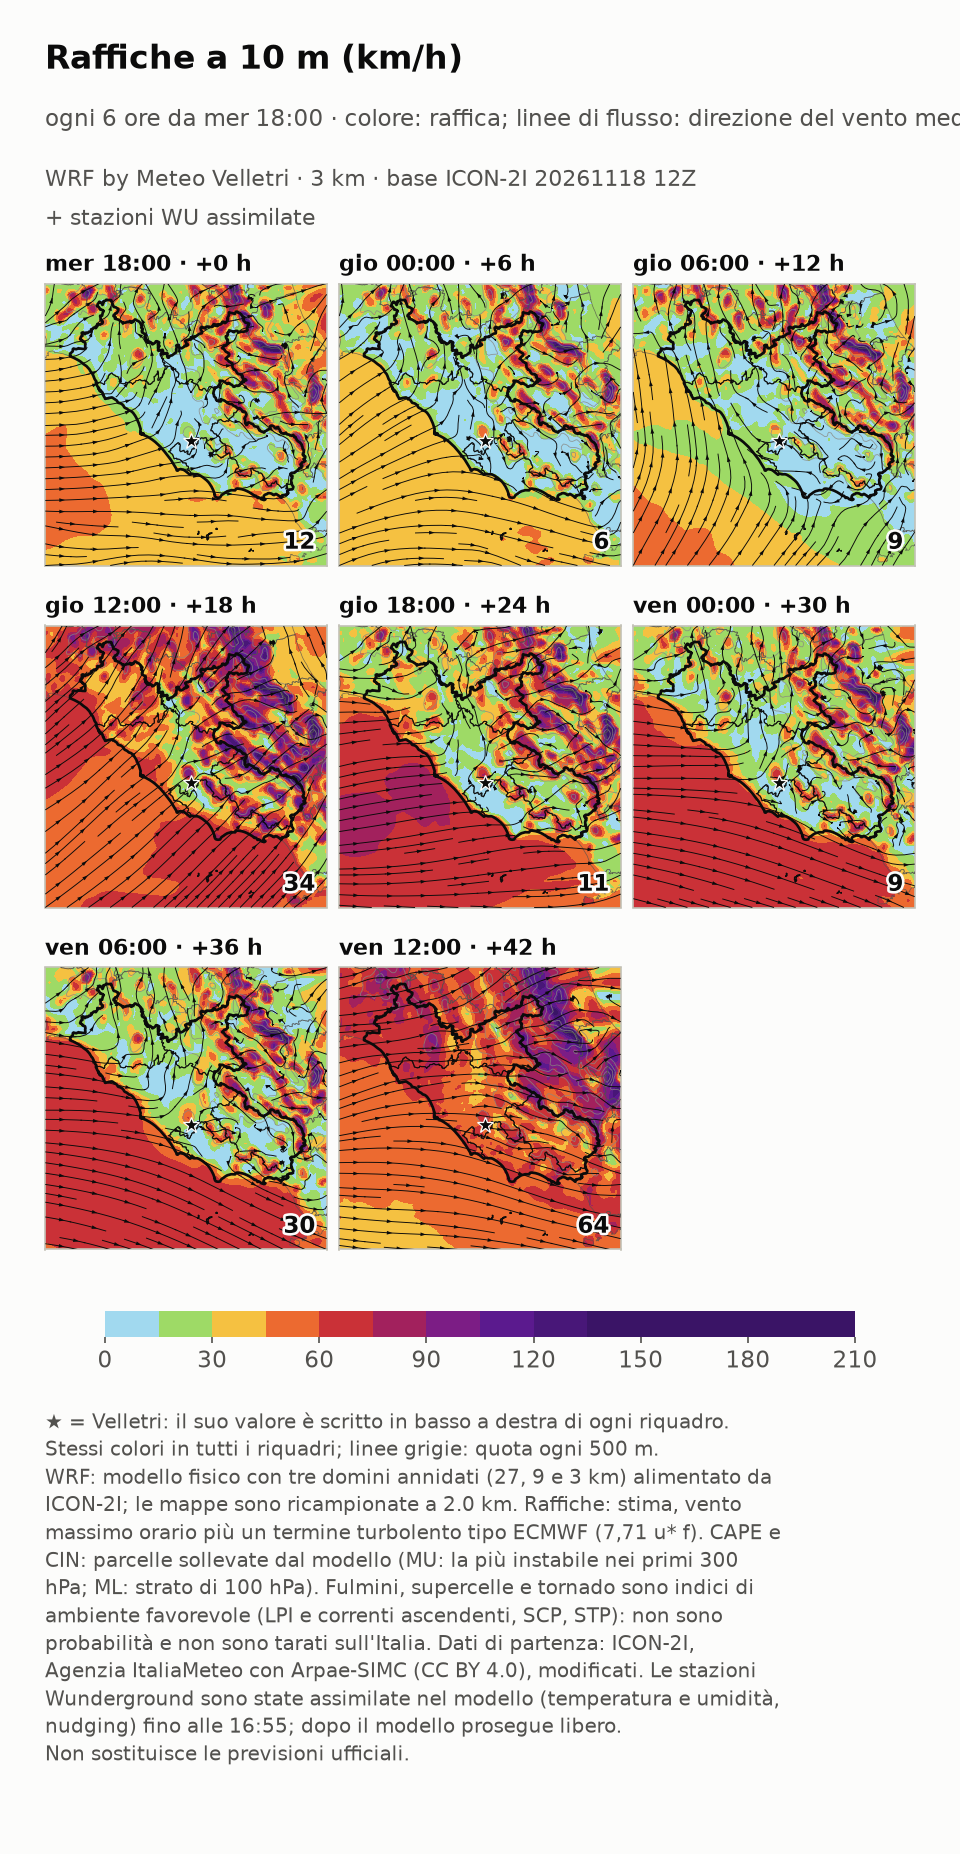 Raffiche a 10 m (km/h)
ogni 6 ore da mer 18:00 · colore: raffica; linee di flusso: direzione del vento
WRF by Meteo Velletri · 3 km · base ICON-2I 20261118 12Z
+ stazioni WU assimilate
mer 18:00 · +0 h
gio 00:00 · +6 h
gio 06:00 · +12 h
12
6
9
gio 12:00 · +18 h
gio 18:00 · +24 h
ven 00:00 · +30 h
34
11
9
ven 06:00 · +36 h
ven 12:00 · +42 h
30
64
0 30 60 90 120 150 180 210
★ = Velletri: il suo valore è scritto in basso a destra di ogni riquadro.
Stessi colori in tutti i riquadri; linee grigie: quota ogni 500 m.
WRF: modello fisico con tre domini annidati (27, 9 e 3 km) alimentato da
ICON-2I; le mappe sono ricampionate a 2.0 km. Raffiche: stima, vento
massimo orario più un termine turbolento tipo ECMWF (7,71 u* f). CAPE e
CIN: parcelle sollevate dal modello (MU: la più instabile nei primi 300
hPa; ML: strato di 100 hPa). Fulmini, supercelle e tornado sono indici di
ambiente favorevole (LPI e correnti ascendenti, SCP, STP): non sono
probabilità e non sono tarati sull'Italia. Dati di partenza: ICON-2I,
Agenzia ItaliaMeteo con Arpae-SIMC (CC BY 4.0), modificati. Le stazioni
Wunderground sono state assimilate nel modello (temperatura e umidità,
nudging) fino alle 16:55; dopo il modello prosegue libero.
Non sostituisce le previsioni ufficiali.